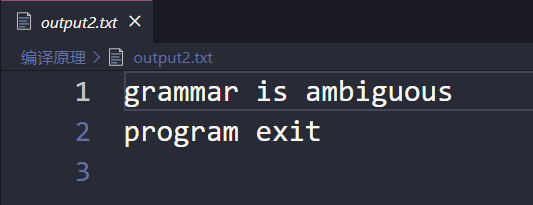 output2.txt
编译原理 > output2.txt
1 grammar is ambiguous
2 program exit
3